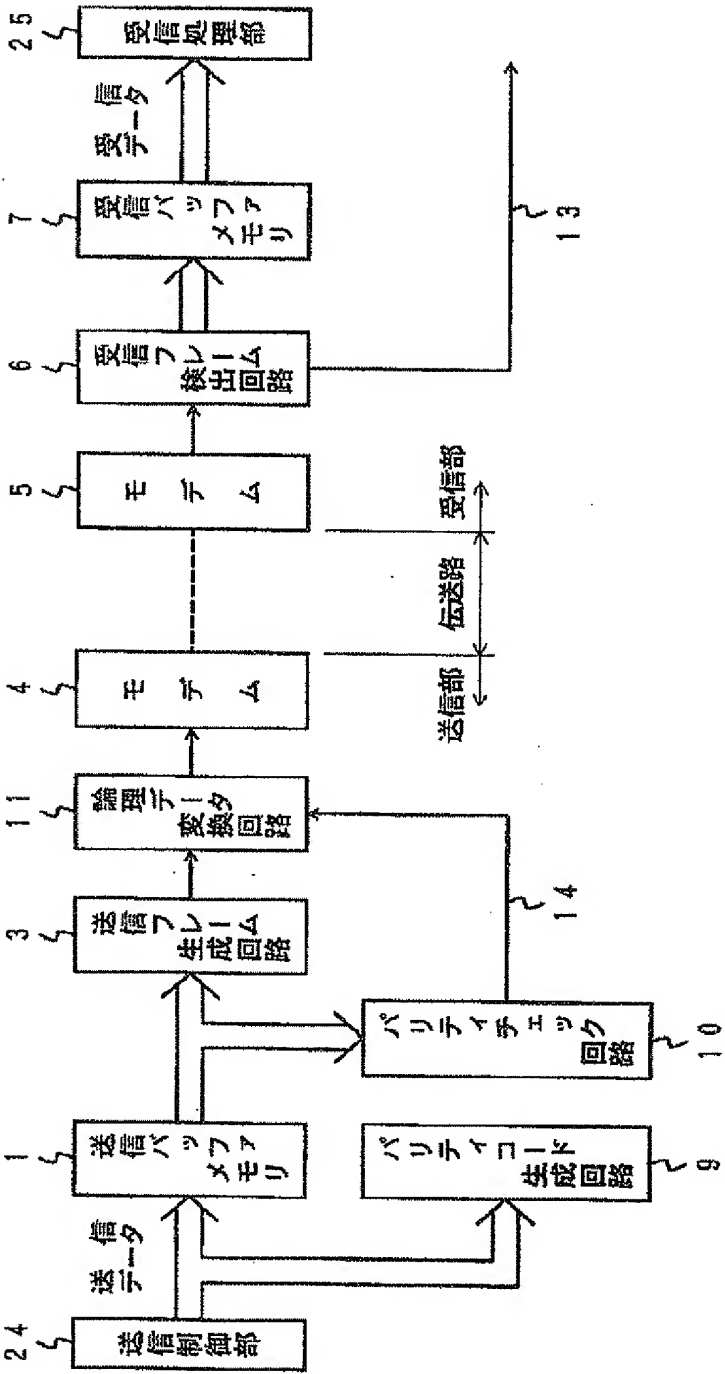 24
送信制御部
送信
データ
1
送信バッファ
メモリ
9
パリティコード
生成回路
3
送信フレーム
生成回路
10
パリティチェック
回路
14
11
論理データ
変換回路
4
モデム
送信部
伝送路
受信部
5
モデム
6
受信フレーム
検出回路
13
7
受信バッファ
メモリ
受信
データ
25
受信処理部